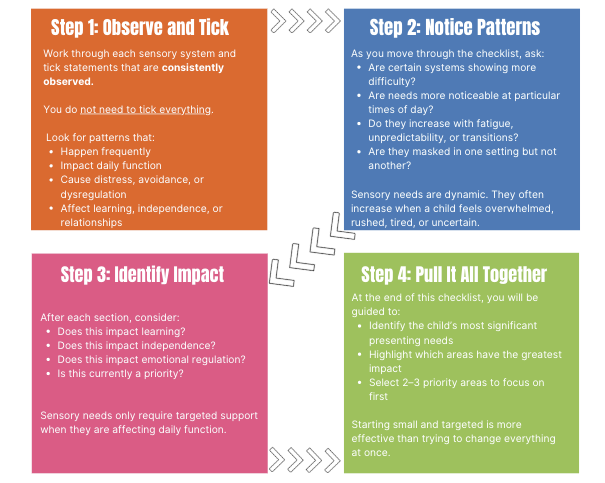 Step 1: Observe and Tick
Work through each sensory system and
tick statements that are consistently
observed.
You do not need to tick everything.
Look for patterns that:
• Happen frequently
• Impact daily function
• Cause distress, avoidance, or
dysregulation
• Affect learning, independence, or
relationships
Step 2: Notice Patterns
As you move through the checklist, ask:
• Are certain systems showing more
difficulty?
• Are needs more noticeable at particular
times of day?
• Do they increase with fatigue,
unpredictability, or transitions?
• Are they masked in one setting but not
another?
Sensory needs are dynamic. They often
increase when a child feels overwhelmed,
rushed, tired, or uncertain.
Step 3: Identify Impact
After each section, consider:
• Does this impact learning?
• Does this impact independence?
• Does this impact emotional regulation?
• Is this currently a priority?
Sensory needs only require targeted support
when they are affecting daily function.
Step 4: Pull It All Together
At the end of this checklist, you will be
guided to:
• Identify the child's most significant
presenting needs
• Highlight which areas have the greatest
impact
• Select 2–3 priority areas to focus on
first
Starting small and targeted is more
effective than trying to change everything
at once.